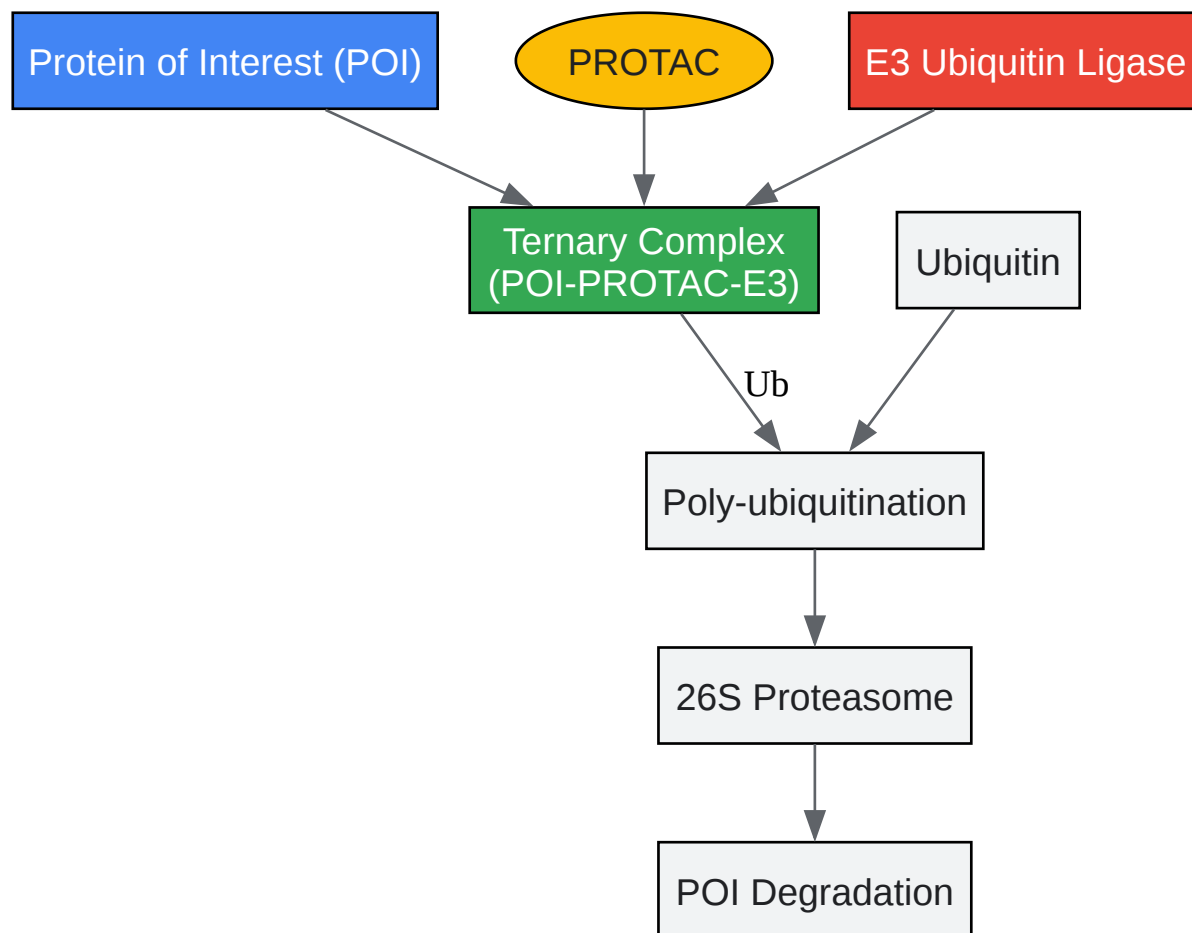 Protein of Interest (POI)
PROTAC
E3 Ubiquitin Ligase
Ternary Complex
(POI-PROTAC-E3)
Ubiquitin
Ub
Poly-ubiquitination
26S Proteasome
POI Degradation